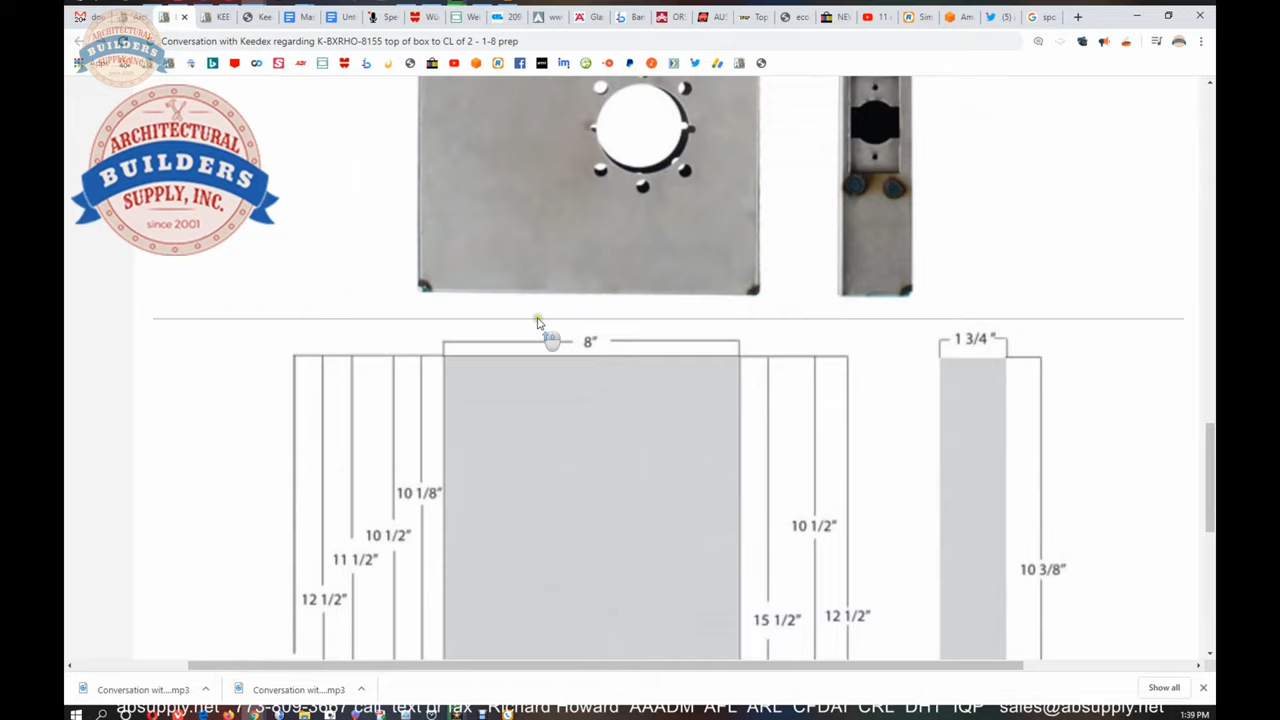 Conversation with Keedex regarding K-BXRHO-8155 top of box to CL of 2 - 1-8 prep
ARCHITECTURAL
BUILDERS
SUPPLY, INC.
since 2001
8"
1 3/4"
10 1/8"
10 1/2"
11 1/2"
12 1/2"
10 1/2"
15 1/2"
12 1/2"
10 3/8"
Conversation wit....mp3
Conversation wit....mp3
Show all
absupply.net 773-809-3667 call, text or fax Richard Howard AAADM AFL ARL CFDAI CRL DHT IQP sales@absupply.net
1:39 PM